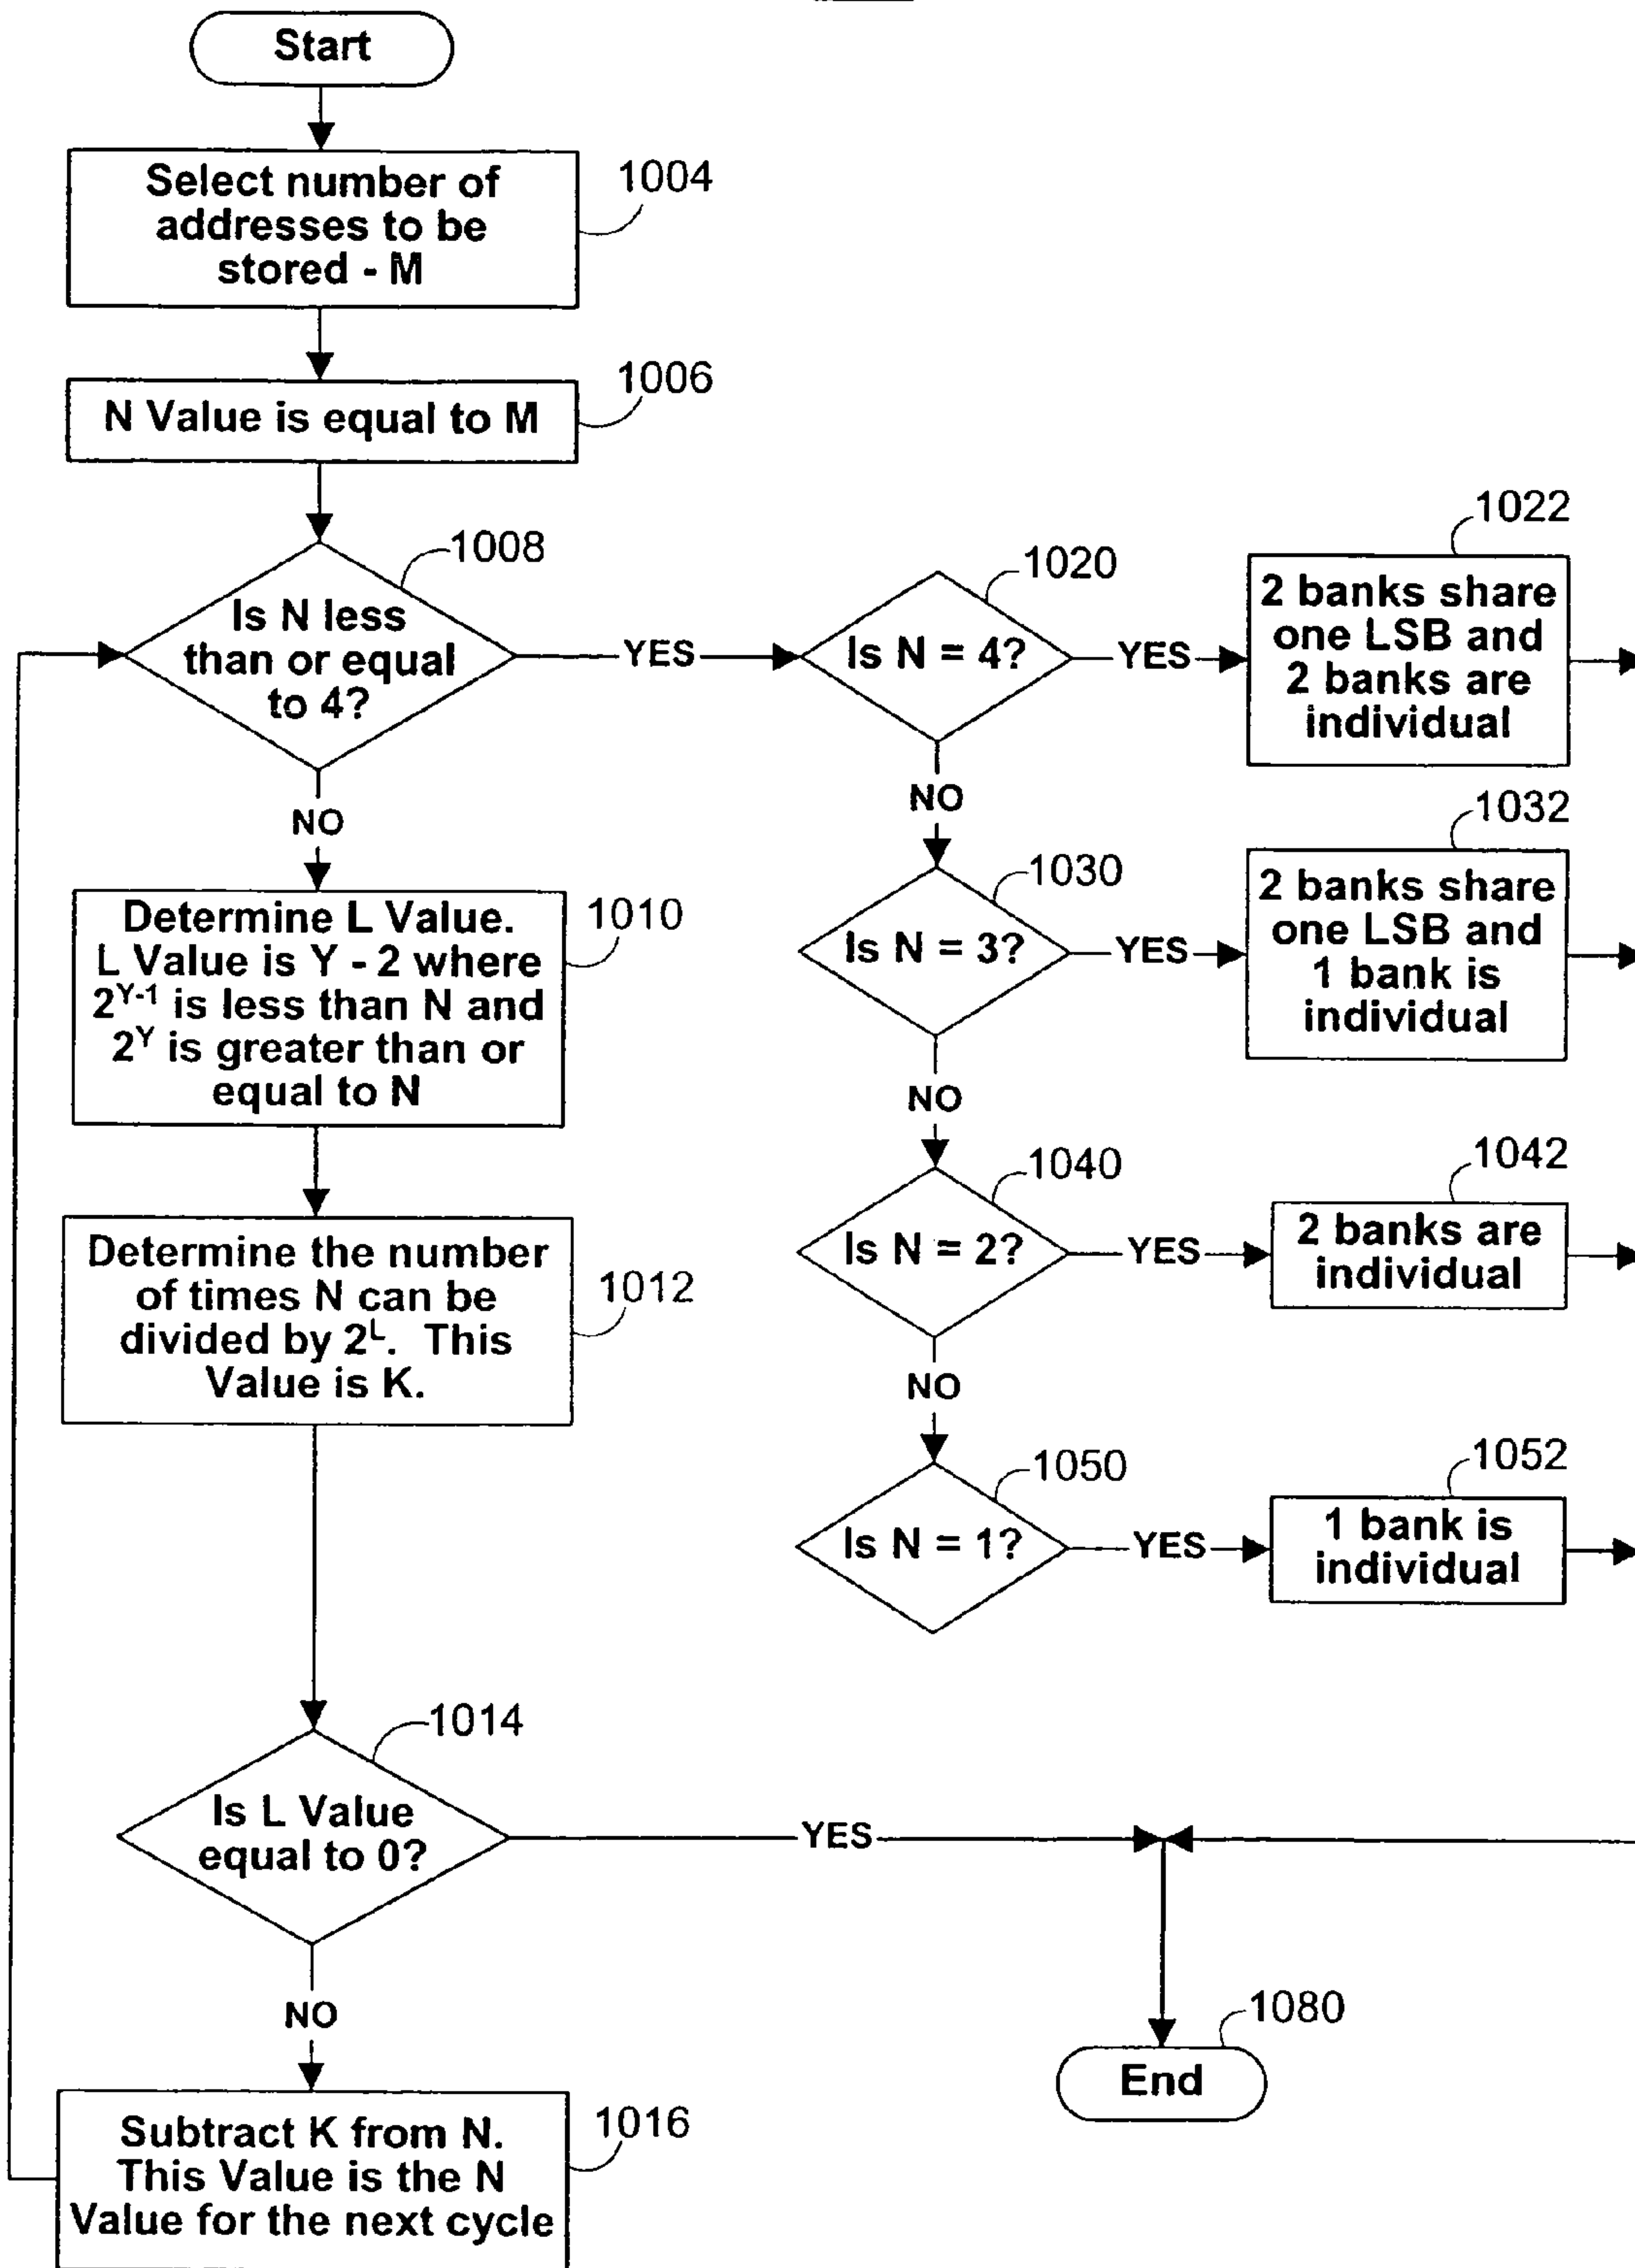 Start
Select number of
addresses to be
stored - M
1004
N Value is equal to M
1006
Is N less
than or equal
to 4?
1008
YES
NO
Is N = 4?
1020
YES
2 banks share
one LSB and
2 banks are
individual
1022
NO
Is N = 3?
1030
YES
2 banks share
one LSB and
1 bank is
individual
1032
NO
Is N = 2?
1040
YES
2 banks are
individual
1042
NO
Is N = 1?
1050
YES
1 bank is
individual
1052
Determine L Value.
L Value is Y - 2 where
2^{Y-1} is less than N and
2^{Y} is greater than or
equal to N
1010
Determine the number
of times N can be
divided by 2^{L}. This
Value is K.
1012
Is L Value
equal to 0?
1014
YES
NO
Subtract K from N.
This Value is the N
Value for the next cycle
1016
End
1080